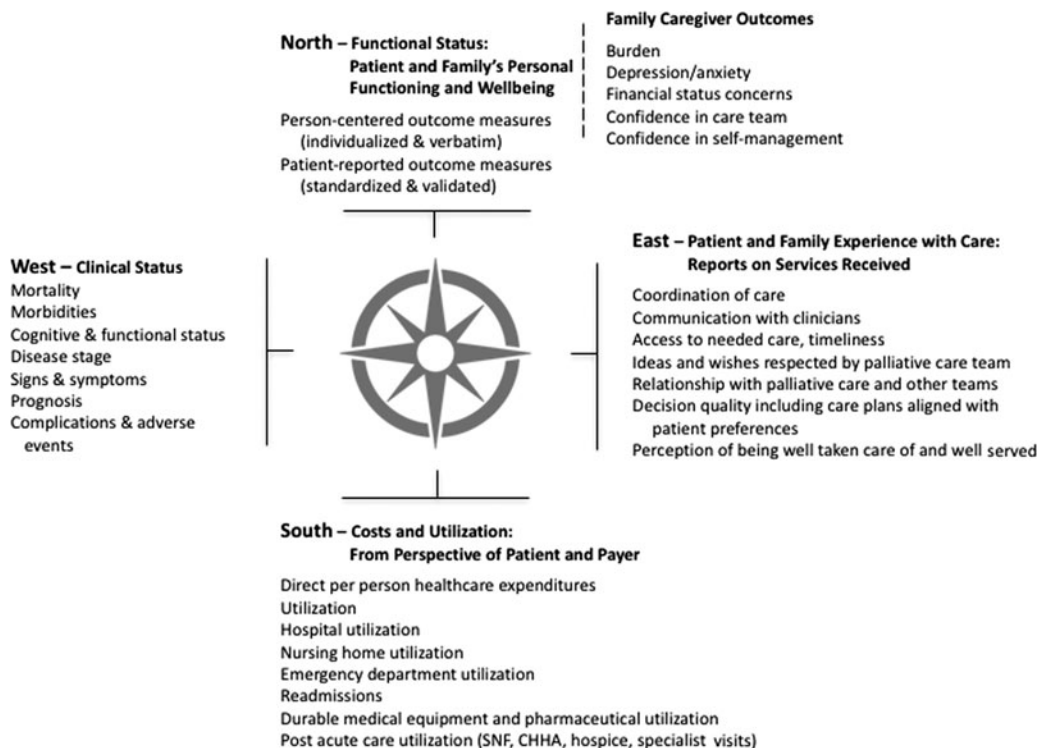 North – Functional Status:
Patient and Family's Personal
Functioning and Wellbeing
Person-centered outcome measures
(individualized & verbatim)
Patient-reported outcome measures
(standardized & validated)
Family Caregiver Outcomes
Burden
Depression/anxiety
Financial status concerns
Confidence in care team
Confidence in self-management
West – Clinical Status
Mortality
Morbidities
Cognitive & functional status
Disease stage
Signs & symptoms
Prognosis
Complications & adverse
events
East – Patient and Family Experience with Care:
Reports on Services Received
Coordination of care
Communication with clinicians
Access to needed care, timeliness
Ideas and wishes respected by palliative care team
Relationship with palliative care and other teams
Decision quality including care plans aligned with
patient preferences
Perception of being well taken care of and well served
South – Costs and Utilization:
From Perspective of Patient and Payer
Direct per person healthcare expenditures
Utilization
Hospital utilization
Nursing home utilization
Emergency department utilization
Readmissions
Durable medical equipment and pharmaceutical utilization
Post acute care utilization (SNF, CHHA, hospice, specialist visits)